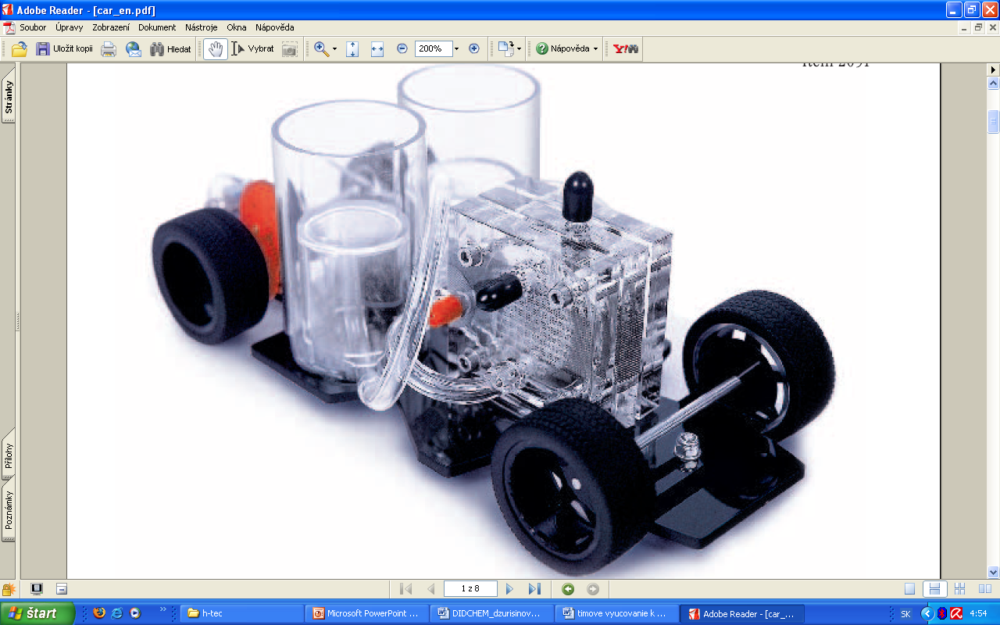 Adobe Reader - [car_en.pdf]
Soubor Úpravy Zobrazení Dokument Nástroje Okna Nápověda
Uložit kopii Hledat Vybrat 200% Nápověda Y!
Stránky
Přílohy
Poznámky
1 z 8
štart » h-tec Microsoft PowerPoint ... DIDCHEM_dzurisinov... timove vyucovanie k ... Adobe Reader - [car_... SK 4:54